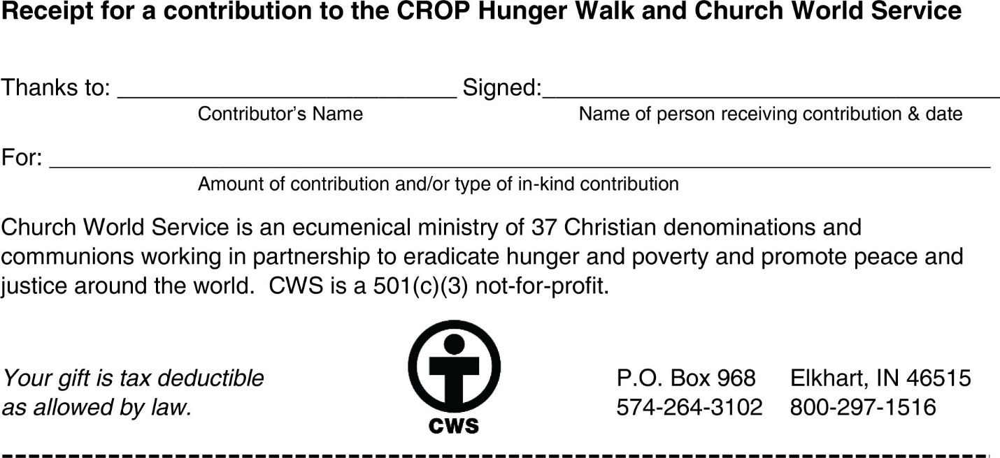 Receipt for a contribution to the CROP Hunger Walk and Church World Service
Thanks to: __________________________ Signed:___________________________________
Contributor’s Name Name of person receiving contribution & date
For: ________________________________________________________________________
Amount of contribution and/or type of in-kind contribution
Church World Service is an ecumenical ministry of 37 Christian denominations and
communions working in partnership to eradicate hunger and poverty and promote peace and
justice around the world.  CWS is a 501(c)(3) not-for-profit.
Your gift is tax deductible P.O. Box 968 Elkhart, IN 46515
as allowed by law. 574-264-3102 800-297-1516
CWS